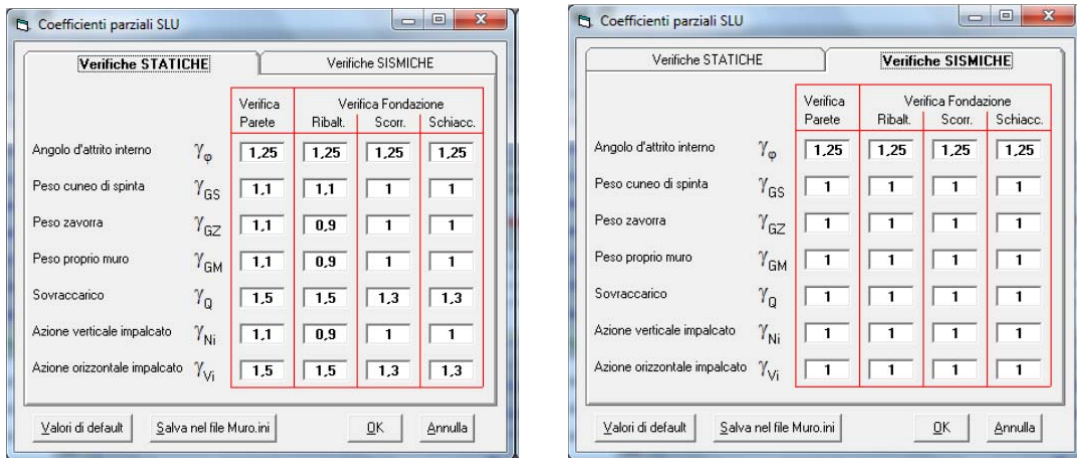 Coefficienti parziali SLU
Verifiche STATICHE Verifiche SISMICHE
Verifica Verifica Fondazione
Parete Ribalt. Scorr. Schiacc.
Angolo d'attrito interno γφ 1,25 1,25 1,25 1,25
Peso cuneo di spinta γGS 1,1 1,1 1 1
Peso zavorra γGZ 1,1 0,9 1 1
Peso proprio muro γGM 1,1 0,9 1 1
Sovraccarico γQ 1,5 1,5 1,3 1,3
Azione verticale impalcato γNi 1,1 0,9 1 1
Azione orizzontale impalcato γVi 1,5 1,5 1,3 1,3
Valori di default Salva nel file Muro.ini OK Annulla
Coefficienti parziali SLU
Verifiche STATICHE Verifiche SISMICHE
Verifica Verifica Fondazione
Parete Ribalt. Scorr. Schiacc.
Angolo d'attrito interno γφ 1,25 1,25 1,25 1,25
Peso cuneo di spinta γGS 1 1 1 1
Peso zavorra γGZ 1 1 1 1
Peso proprio muro γGM 1 1 1 1
Sovraccarico γQ 1 1 1 1
Azione verticale impalcato γNi 1 1 1 1
Azione orizzontale impalcato γVi 1 1 1 1
Valori di default Salva nel file Muro.ini OK Annulla